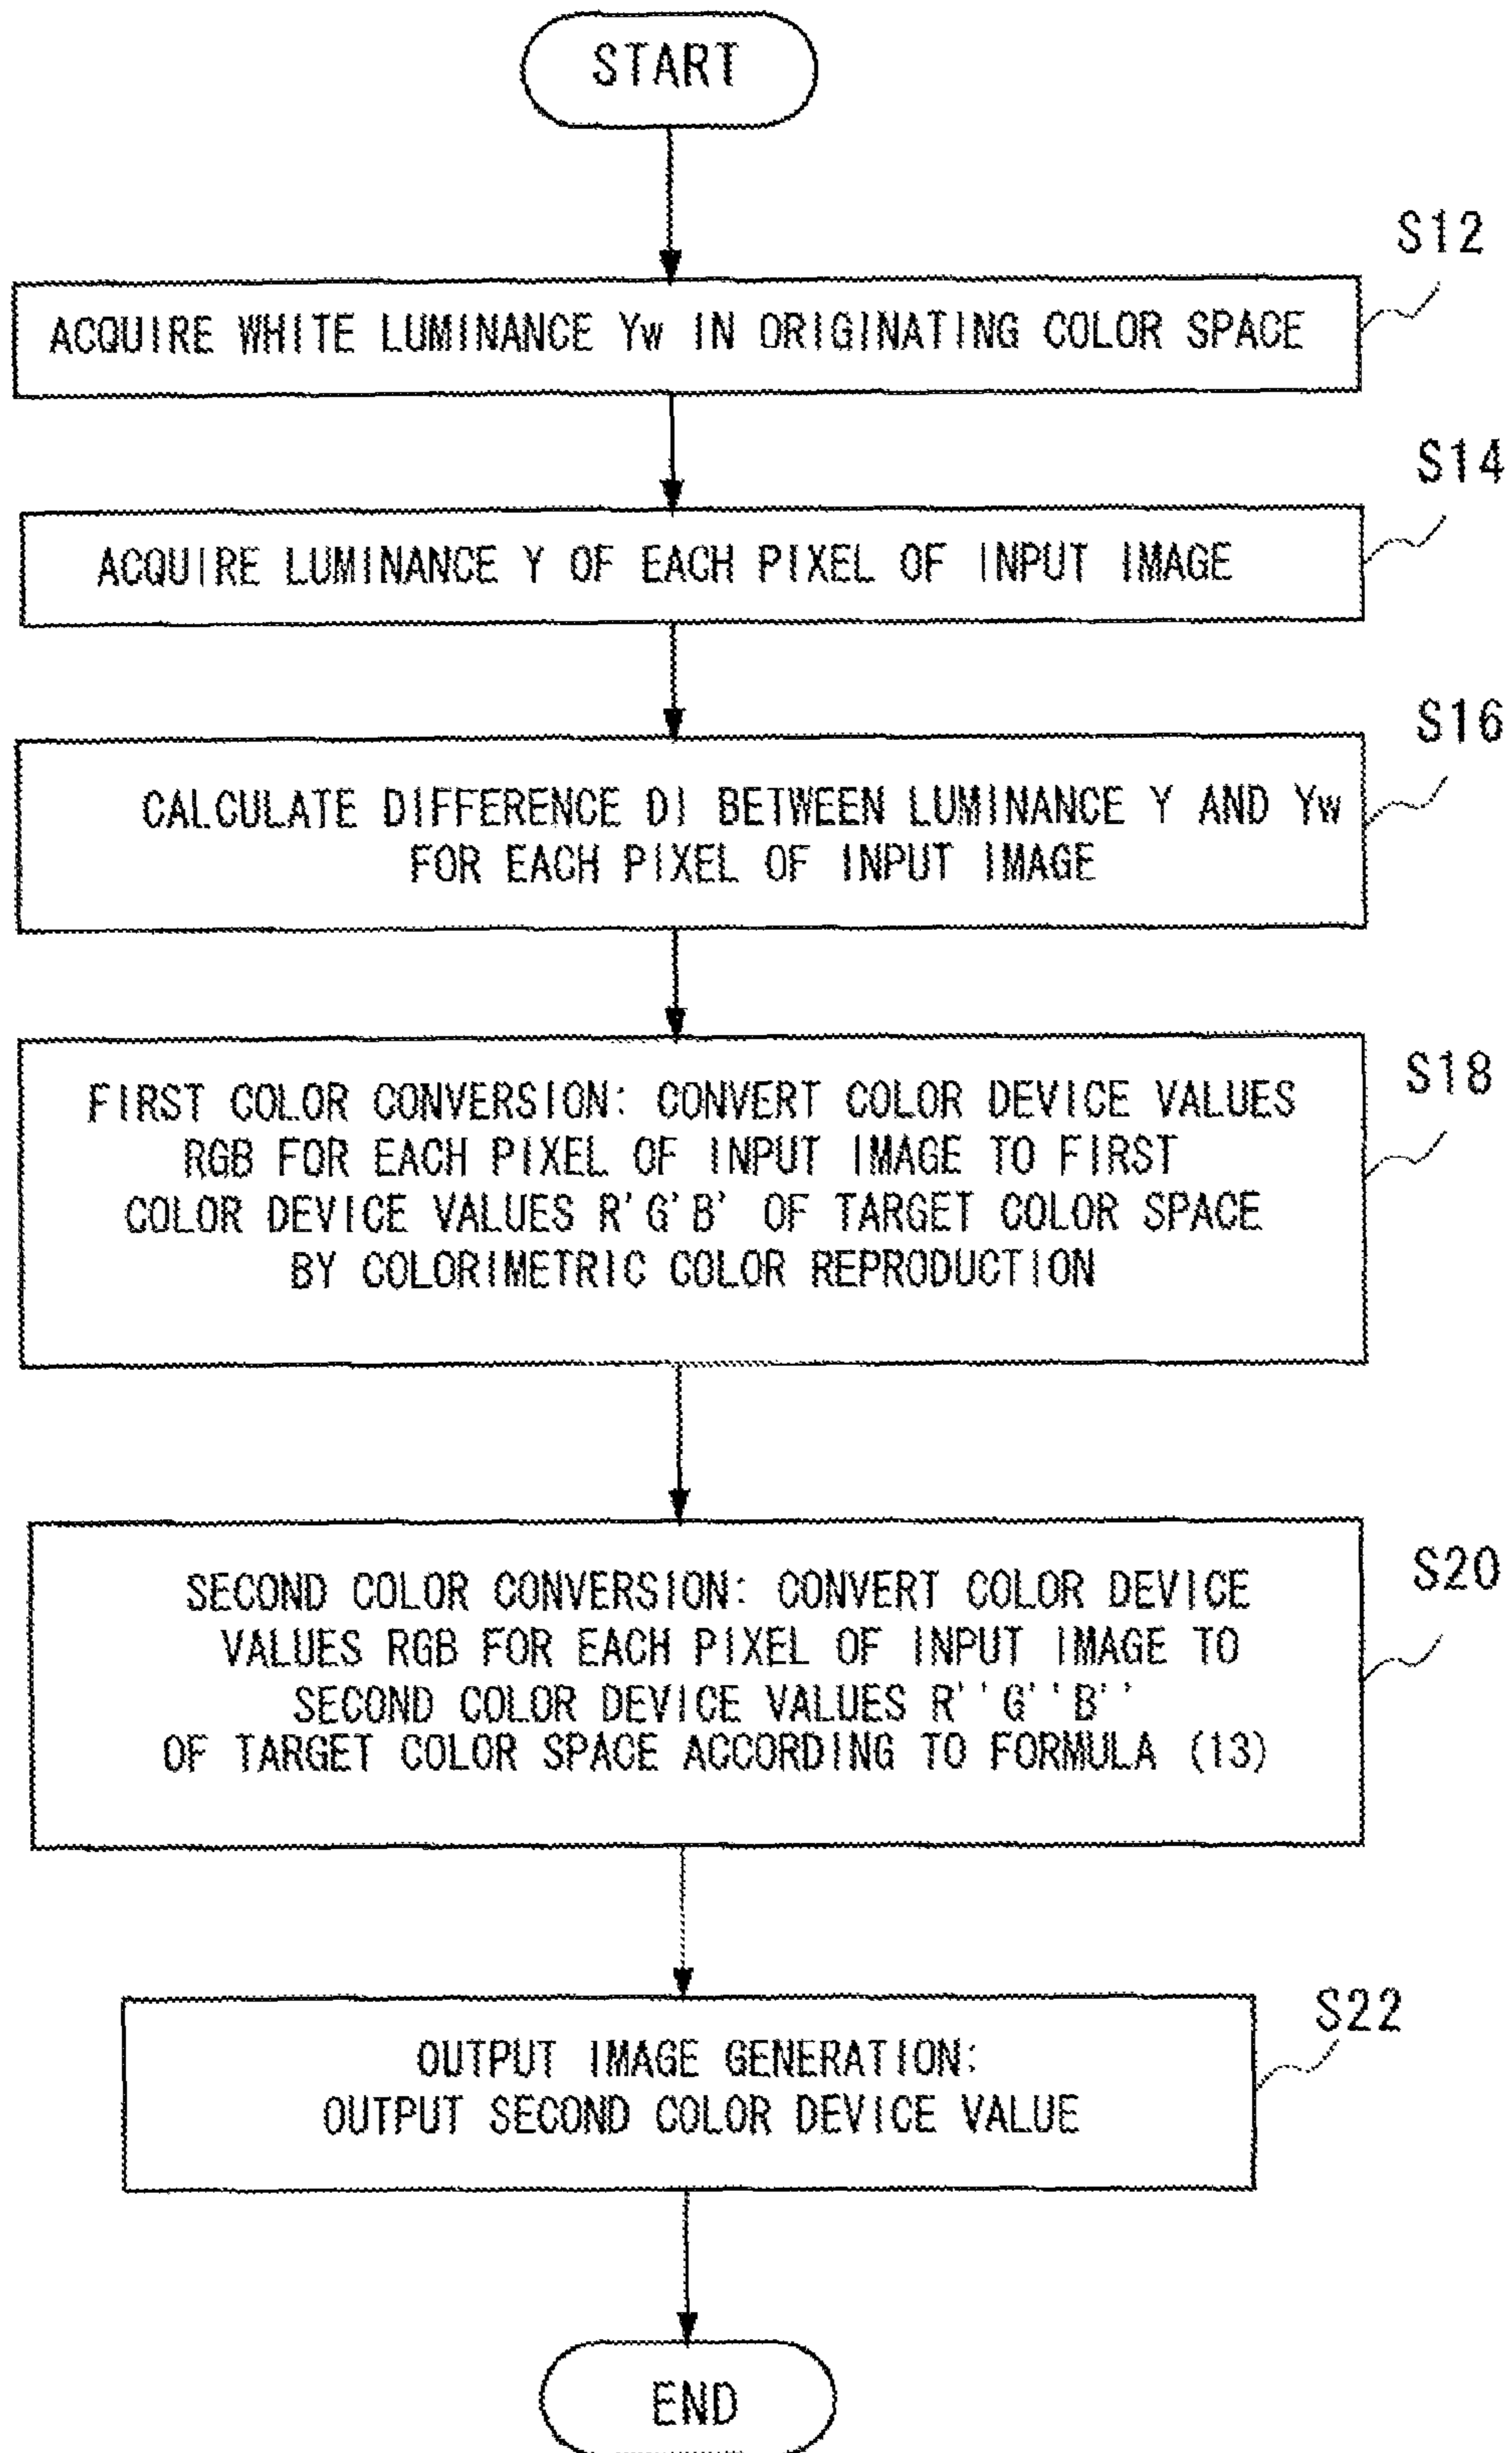 START
S12
ACQUIRE WHITE LUMINANCE Yw IN ORIGINATING COLOR SPACE
S14
ACQUIRE LUMINANCE Y OF EACH PIXEL OF INPUT IMAGE
S16
CALCULATE DIFFERENCE DI BETWEEN LUMINANCE Y AND Yw
FOR EACH PIXEL OF INPUT IMAGE
S18
FIRST COLOR CONVERSION: CONVERT COLOR DEVICE VALUES
RGB FOR EACH PIXEL OF INPUT IMAGE TO FIRST
COLOR DEVICE VALUES R'G'B' OF TARGET COLOR SPACE
BY COLORIMETRIC COLOR REPRODUCTION
S20
SECOND COLOR CONVERSION: CONVERT COLOR DEVICE
VALUES RGB FOR EACH PIXEL OF INPUT IMAGE TO
SECOND COLOR DEVICE VALUES R''G''B''
OF TARGET COLOR SPACE ACCORDING TO FORMULA (13)
S22
OUTPUT IMAGE GENERATION:
OUTPUT SECOND COLOR DEVICE VALUE
END